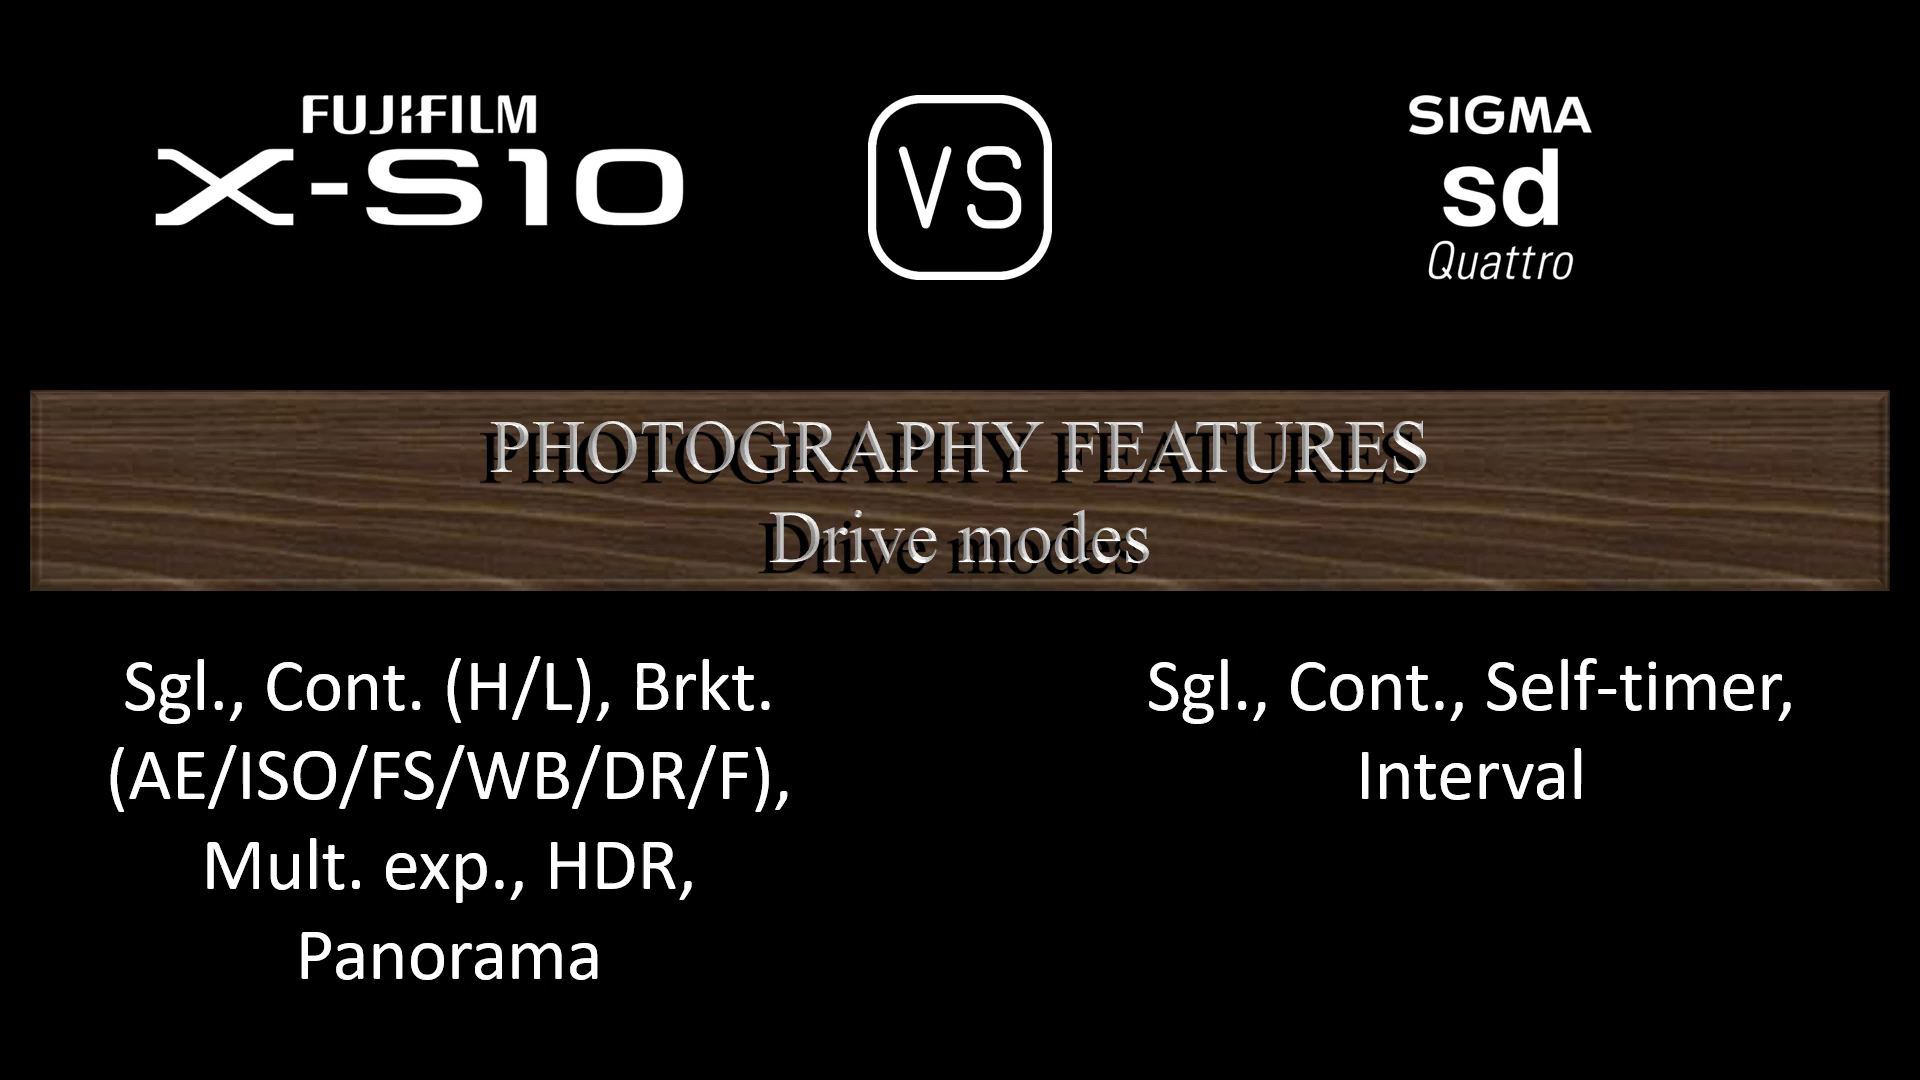 FUJIFILM
X-S10
VS
SIGMA
sd
Quattro
PHOTOGRAPHY FEATURES
Drive modes
Sgl., Cont. (H/L), Brkt.
(AE/ISO/FS/WB/DR/F),
Mult. exp., HDR,
Panorama
Sgl., Cont., Self-timer,
Interval